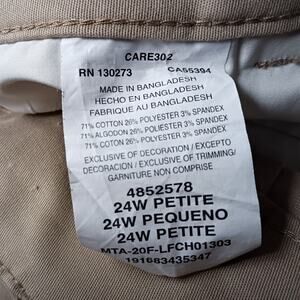 CARE302
RN 130273 CA55394
MADE IN BANGLADESH
HECHO EN BANGLADESH
FABRIQUE AU BANGLADESH
71% COTTON 26% POLYESTER 3% SPANDEX
71% ALGODON 26% POLYESTER 3% SPANDEX
71% COTTON 26% POLYESTER 3% SPANDEX
EXCLUSIVE OF DECORATION / EXCEPTO
DECORACION / EXCLUSIVE OF TRIMMING/
GARNITURE NON COMPRISE
4852578
24W PETITE
24W PEQUENO
24W PETITE
MTA-20F-LFCH01303
191683435347